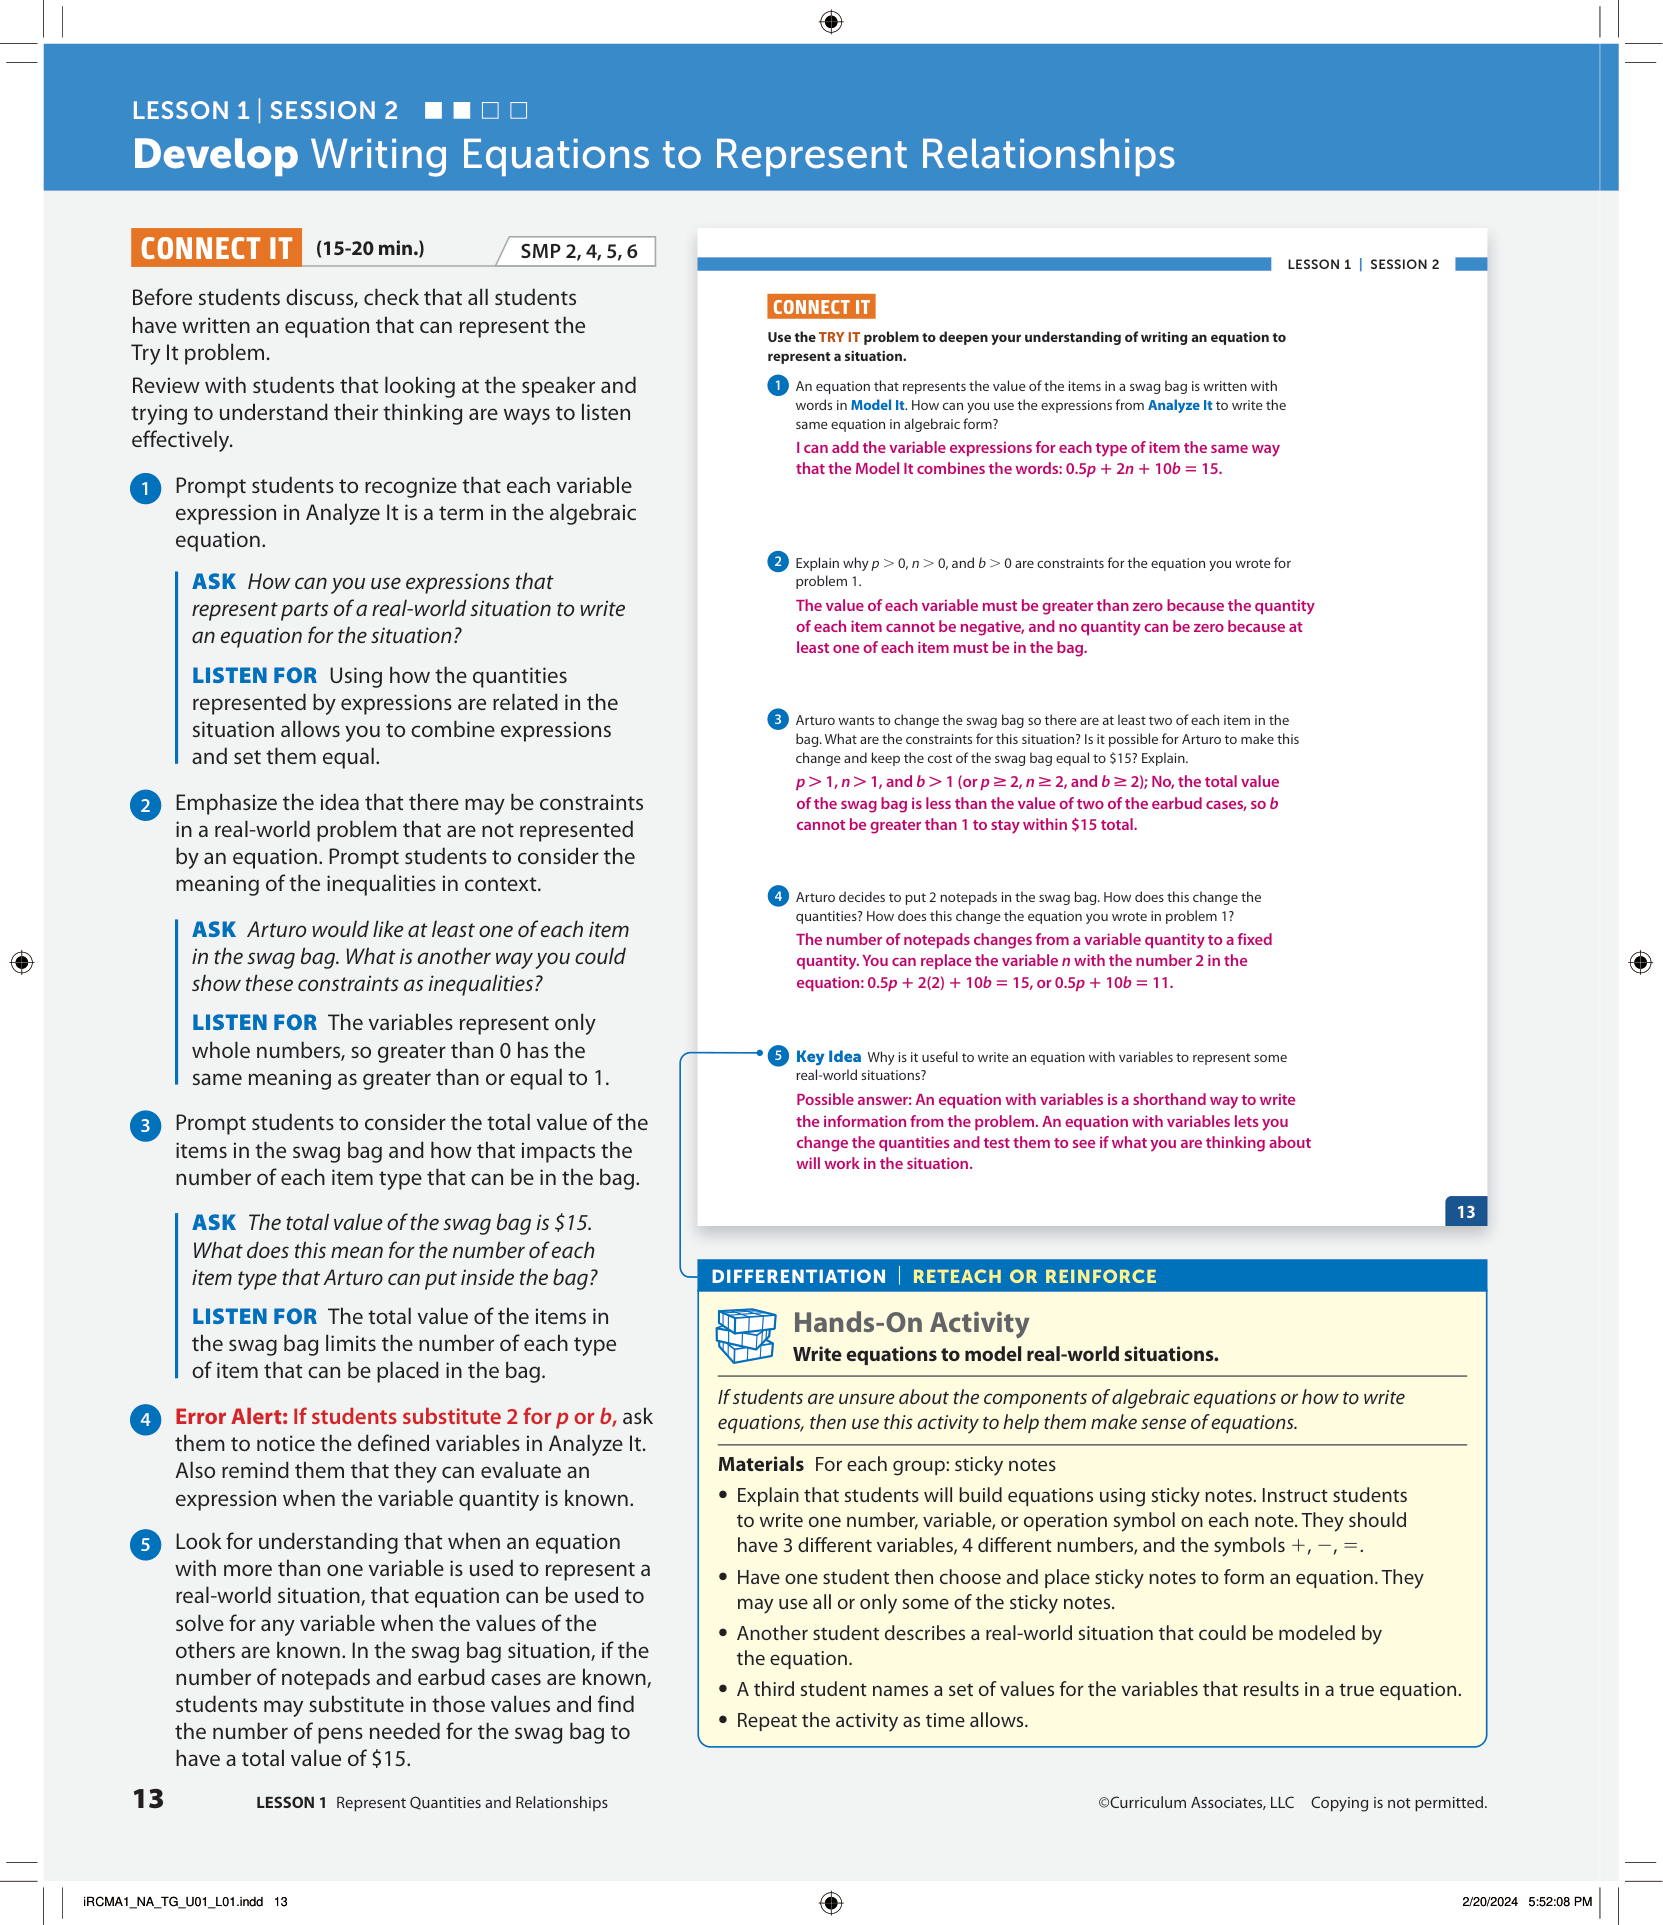 LESSON 1 | SESSION 2
Develop Writing Equations to Represent Relationships
CONNECT IT (15-20 min.) SMP 2, 4, 5, 6
Before students discuss, check that all students
have written an equation that can represent the
Try It problem.
Review with students that looking at the speaker and
trying to understand their thinking are ways to listen
effectively.
1 Prompt students to recognize that each variable
expression in Analyze It is a term in the algebraic
equation.
ASK How can you use expressions that
represent parts of a real-world situation to write
an equation for the situation?
LISTEN FOR Using how the quantities
represented by expressions are related in the
situation allows you to combine expressions
and set them equal.
2 Emphasize the idea that there may be constraints
in a real-world problem that are not represented
by an equation. Prompt students to consider the
meaning of the inequalities in context.
ASK Arturo would like at least one of each item
in the swag bag. What is another way you could
show these constraints as inequalities?
LISTEN FOR The variables represent only
whole numbers, so greater than 0 has the
same meaning as greater than or equal to 1.
3 Prompt students to consider the total value of the
items in the swag bag and how that impacts the
number of each item type that can be in the bag.
ASK The total value of the swag bag is $15.
What does this mean for the number of each
item type that Arturo can put inside the bag?
LISTEN FOR The total value of the items in
the swag bag limits the number of each type
of item that can be placed in the bag.
4 Error Alert: If students substitute 2 for p or b, ask
them to notice the defined variables in Analyze It.
Also remind them that they can evaluate an
expression when the variable quantity is known.
5 Look for understanding that when an equation
with more than one variable is used to represent a
real-world situation, that equation can be used to
solve for any variable when the values of the
others are known. In the swag bag situation, if the
number of notepads and earbud cases are known,
students may substitute in those values and find
the number of pens needed for the swag bag to
have a total value of $15.
LESSON 1 | SESSION 2
CONNECT IT
Use the TRY IT problem to deepen your understanding of writing an equation to
represent a situation.
1 An equation that represents the value of the items in a swag bag is written with
words in Model It. How can you use the expressions from Analyze It to write the
same equation in algebraic form?
I can add the variable expressions for each type of item the same way
that the Model It combines the words: 0.5p + 2n + 10b = 15.
2 Explain why p > 0, n > 0, and b > 0 are constraints for the equation you wrote for
problem 1.
The value of each variable must be greater than zero because the quantity
of each item cannot be negative, and no quantity can be zero because at
least one of each item must be in the bag.
3 Arturo wants to change the swag bag so there are at least two of each item in the
bag. What are the constraints for this situation? Is it possible for Arturo to make this
change and keep the cost of the swag bag equal to $15? Explain.
p > 1, n > 1, and b > 1 (or p ≥ 2, n ≥ 2, and b ≥ 2); No, the total value
of the swag bag is less than the value of two of the earbud cases, so b
cannot be greater than 1 to stay within $15 total.
4 Arturo decides to put 2 notepads in the swag bag. How does this change the
quantities? How does this change the equation you wrote in problem 1?
The number of notepads changes from a variable quantity to a fixed
quantity. You can replace the variable n with the number 2 in the
equation: 0.5p + 2(2) + 10b = 15, or 0.5p + 10b = 11.
5 Key Idea Why is it useful to write an equation with variables to represent some
real-world situations?
Possible answer: An equation with variables is a shorthand way to write
the information from the problem. An equation with variables lets you
change the quantities and test them to see if what you are thinking about
will work in the situation.
13
DIFFERENTIATION | RETEACH OR REINFORCE
Hands-On Activity
Write equations to model real-world situations.
If students are unsure about the components of algebraic equations or how to write
equations, then use this activity to help them make sense of equations.
Materials For each group: sticky notes
• Explain that students will build equations using sticky notes. Instruct students
to write one number, variable, or operation symbol on each note. They should
have 3 different variables, 4 different numbers, and the symbols +, −, =.
• Have one student then choose and place sticky notes to form an equation. They
may use all or only some of the sticky notes.
• Another student describes a real-world situation that could be modeled by
the equation.
• A third student names a set of values for the variables that results in a true equation.
• Repeat the activity as time allows.
13 LESSON 1 Represent Quantities and Relationships ©Curriculum Associates, LLC Copying is not permitted.
iRCMA1_NA_TG_U01_L01.indd 13 2/20/2024 5:52:08 PM